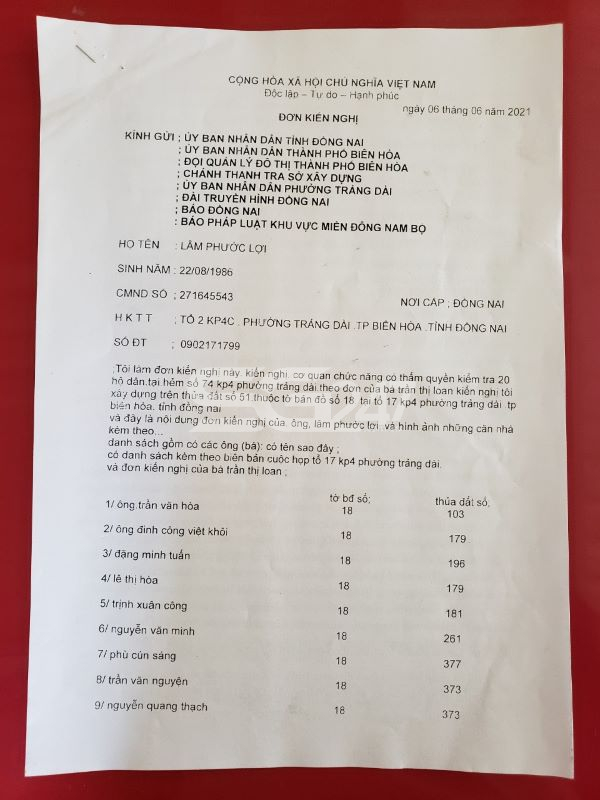 CỘNG HÒA XÃ HỘI CHỦ NGHĨA VIỆT NAM
Độc lập – Tự do – Hạnh phúc
ngày 06 tháng 06 năm 2021
ĐƠN KIẾN NGHỊ
KÍNH GỬI ; ỦY BAN NHÂN DÂN TỈNH ĐỒNG NAI
; ỦY BAN NHÂN DÂN THÀNH PHỐ BIÊN HÒA
; ĐỘI QUẢN LÝ ĐÔ THỊ THÀNH PHỐ BIÊN HÒA
; CHÁNH THANH TRA SỞ XÂY DỰNG
; ỦY BAN NHÂN DÂN PHƯỜNG TRẢNG DÀI
; ĐÀI TRUYỀN HÌNH ĐỒNG NAI
; BÁO ĐỒNG NAI
: BÁO PHÁP LUẬT KHU VỰC MIỀN ĐÔNG NAM BỘ
HỌ TÊN : LÂM PHƯỚC LỢI
SINH NĂM : 22/08/1986
CMND SỐ ; 271645543 NƠI CẤP ; ĐỒNG NAI
H K T T ; TỔ 2 KP4C . PHƯỜNG TRẢNG DÀI .TP BIÊN HÒA .TỈNH ĐỒNG NAI
SỐ ĐT ; 0902171799
;Tôi làm đơn kiến nghị này. kiến nghị. cơ quan chức năng có thẩm quyền kiểm tra 20
hộ dân.tại hẻm số 74 kp4 phường trảng dài.theo đơn của bà trần thị loan kiến nghị tôi
xây dựng trên thửa đất số 51.thuộc tờ bản đồ số 18. tại tổ 17 kp4 phường trảng dài .tp
biên hòa. tỉnh đồng nai
và đây là nội dung đơn kiến nghị của. ông, lâm phước lợi. và hình ảnh những căn nhà
kèm theo...
danh sách gồm có các ông (bà): có tên sao đây ;
có danh sách kèm theo biên bản cuộc họp tổ 17 kp4 phường trảng dài.
và đơn kiến nghị của bà trần thị loan ;
tờ bđ số; thửa đất số;
1/ ông,trần văn hòa 18 103
2/ ông đinh công việt khôi 18 179
3/ đặng minh tuấn 18 196
4/ lê thị hòa 18 179
5/ trịnh xuân công 18 181
6/ nguyễn văn minh 18 261
7/ phù cún sáng 18 377
8/ trần văn nguyện 18 373
9/ nguyễn quang thạch 18 373